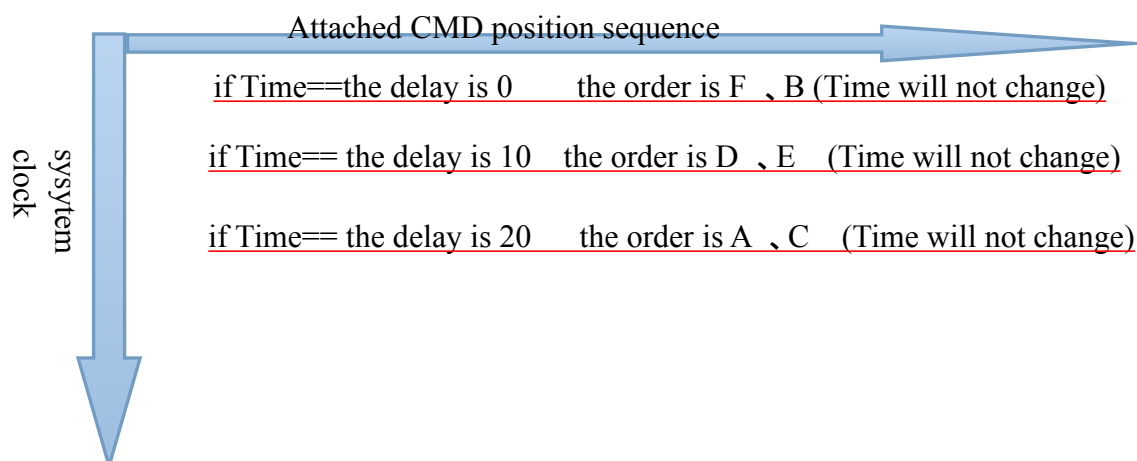 Attached CMD position sequence
if Time==the delay is 0 the order is F 、B (Time will not change)
sysytem
clock
if Time== the delay is 10 the order is D 、E (Time will not change)
if Time== the delay is 20 the order is A 、C (Time will not change)